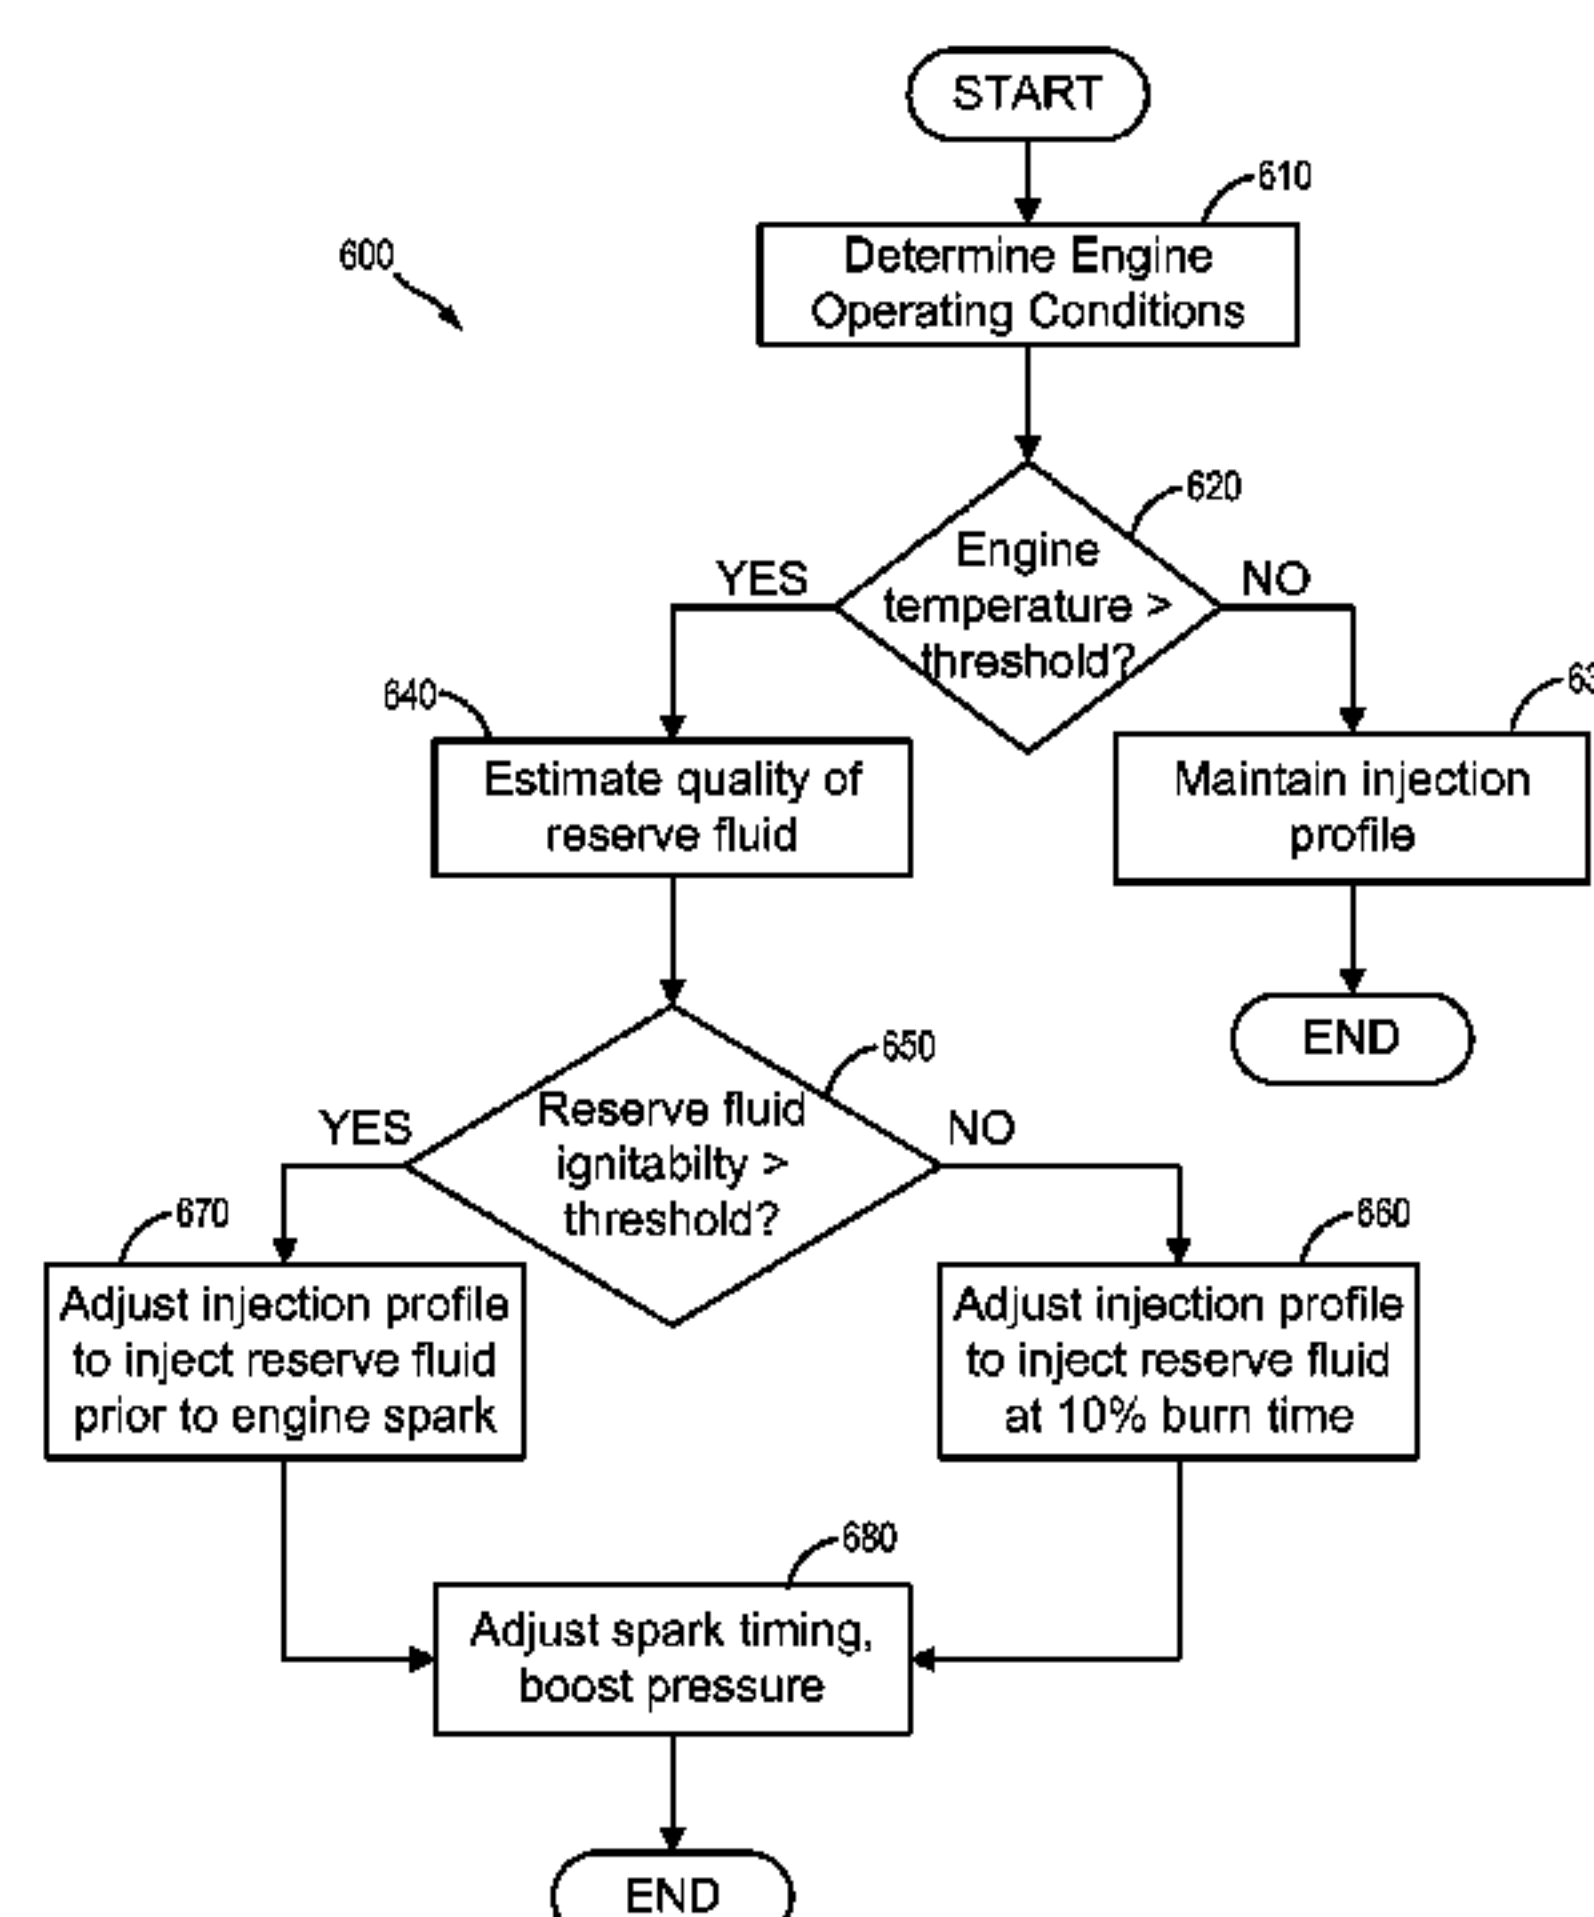 START
610
600
Determine Engine
Operating Conditions
620
Engine
temperature >
threshold?
YES
NO
640
Estimate quality of
reserve fluid
Maintain injection
profile
END
650
Reserve fluid
ignitabilty >
threshold?
YES
NO
670
660
Adjust injection profile
to inject reserve fluid
prior to engine spark
Adjust injection profile
to inject reserve fluid
at 10% burn time
680
Adjust spark timing,
boost pressure
END